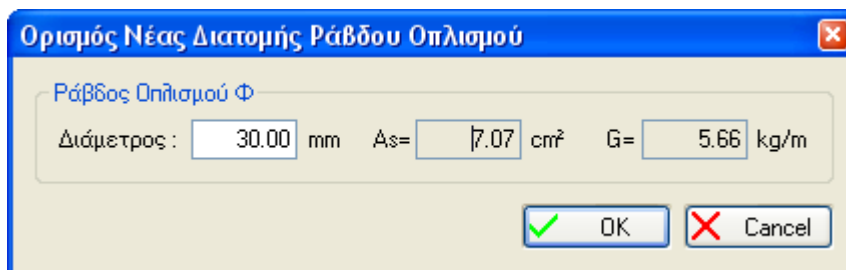 Ορισμός Νέας Διατομής Ράβδου Οπλισμού
Ράβδος Οπλισμού Φ
Διάμετρος : 30.00 mm As= 7.07 cm² G= 5.66 kg/m
OK Cancel